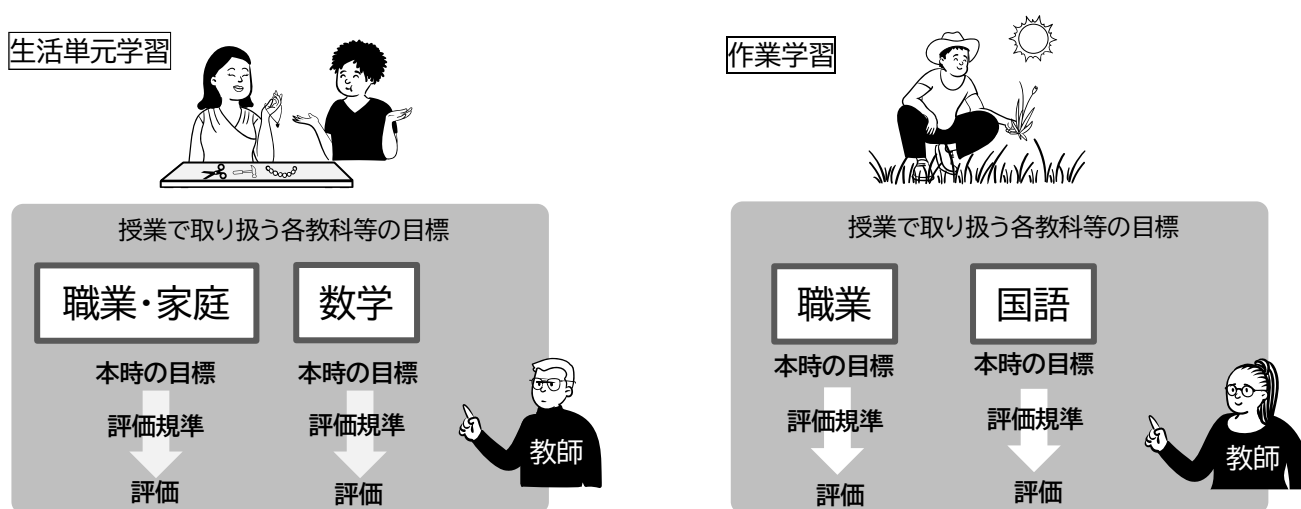 生活単元学習
授業で取り扱う各教科等の目標
職業・家庭
数学
本時の目標
本時の目標
評価規準
評価規準
評価
評価
教師
作業学習
授業で取り扱う各教科等の目標
職業
国語
本時の目標
本時の目標
評価規準
評価規準
評価
評価
教師